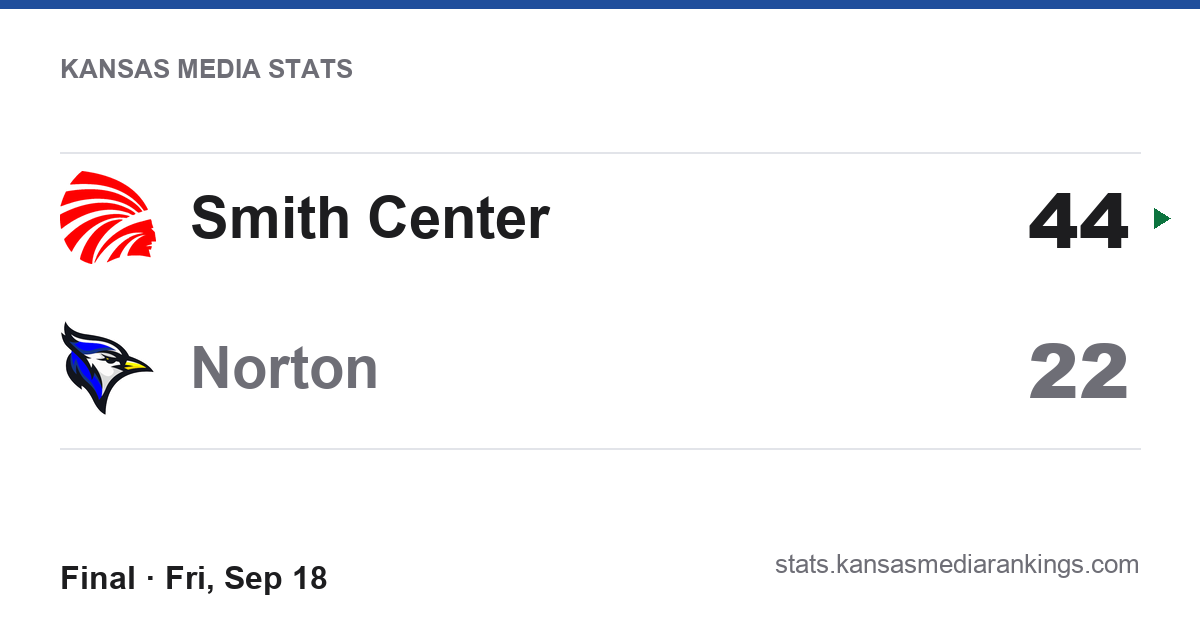 KANSAS MEDIA STATS
Smith Center 44
Norton 22
Final · Fri, Sep 18
stats.kansasmediarankings.com